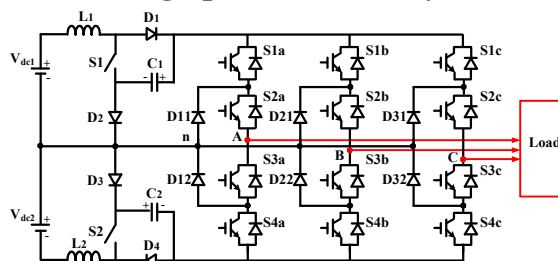 L1 D1 S1a S1b S1c
Vdc1 + - S1 - + C1
S2a S2b S2c
D2 D11 D21 D31
n A Load
B C
D3 D12 S3a D22 S3b D32 S3c
C2 + -
Vdc2 + - S2
S4a S4b S4c
L2 D4